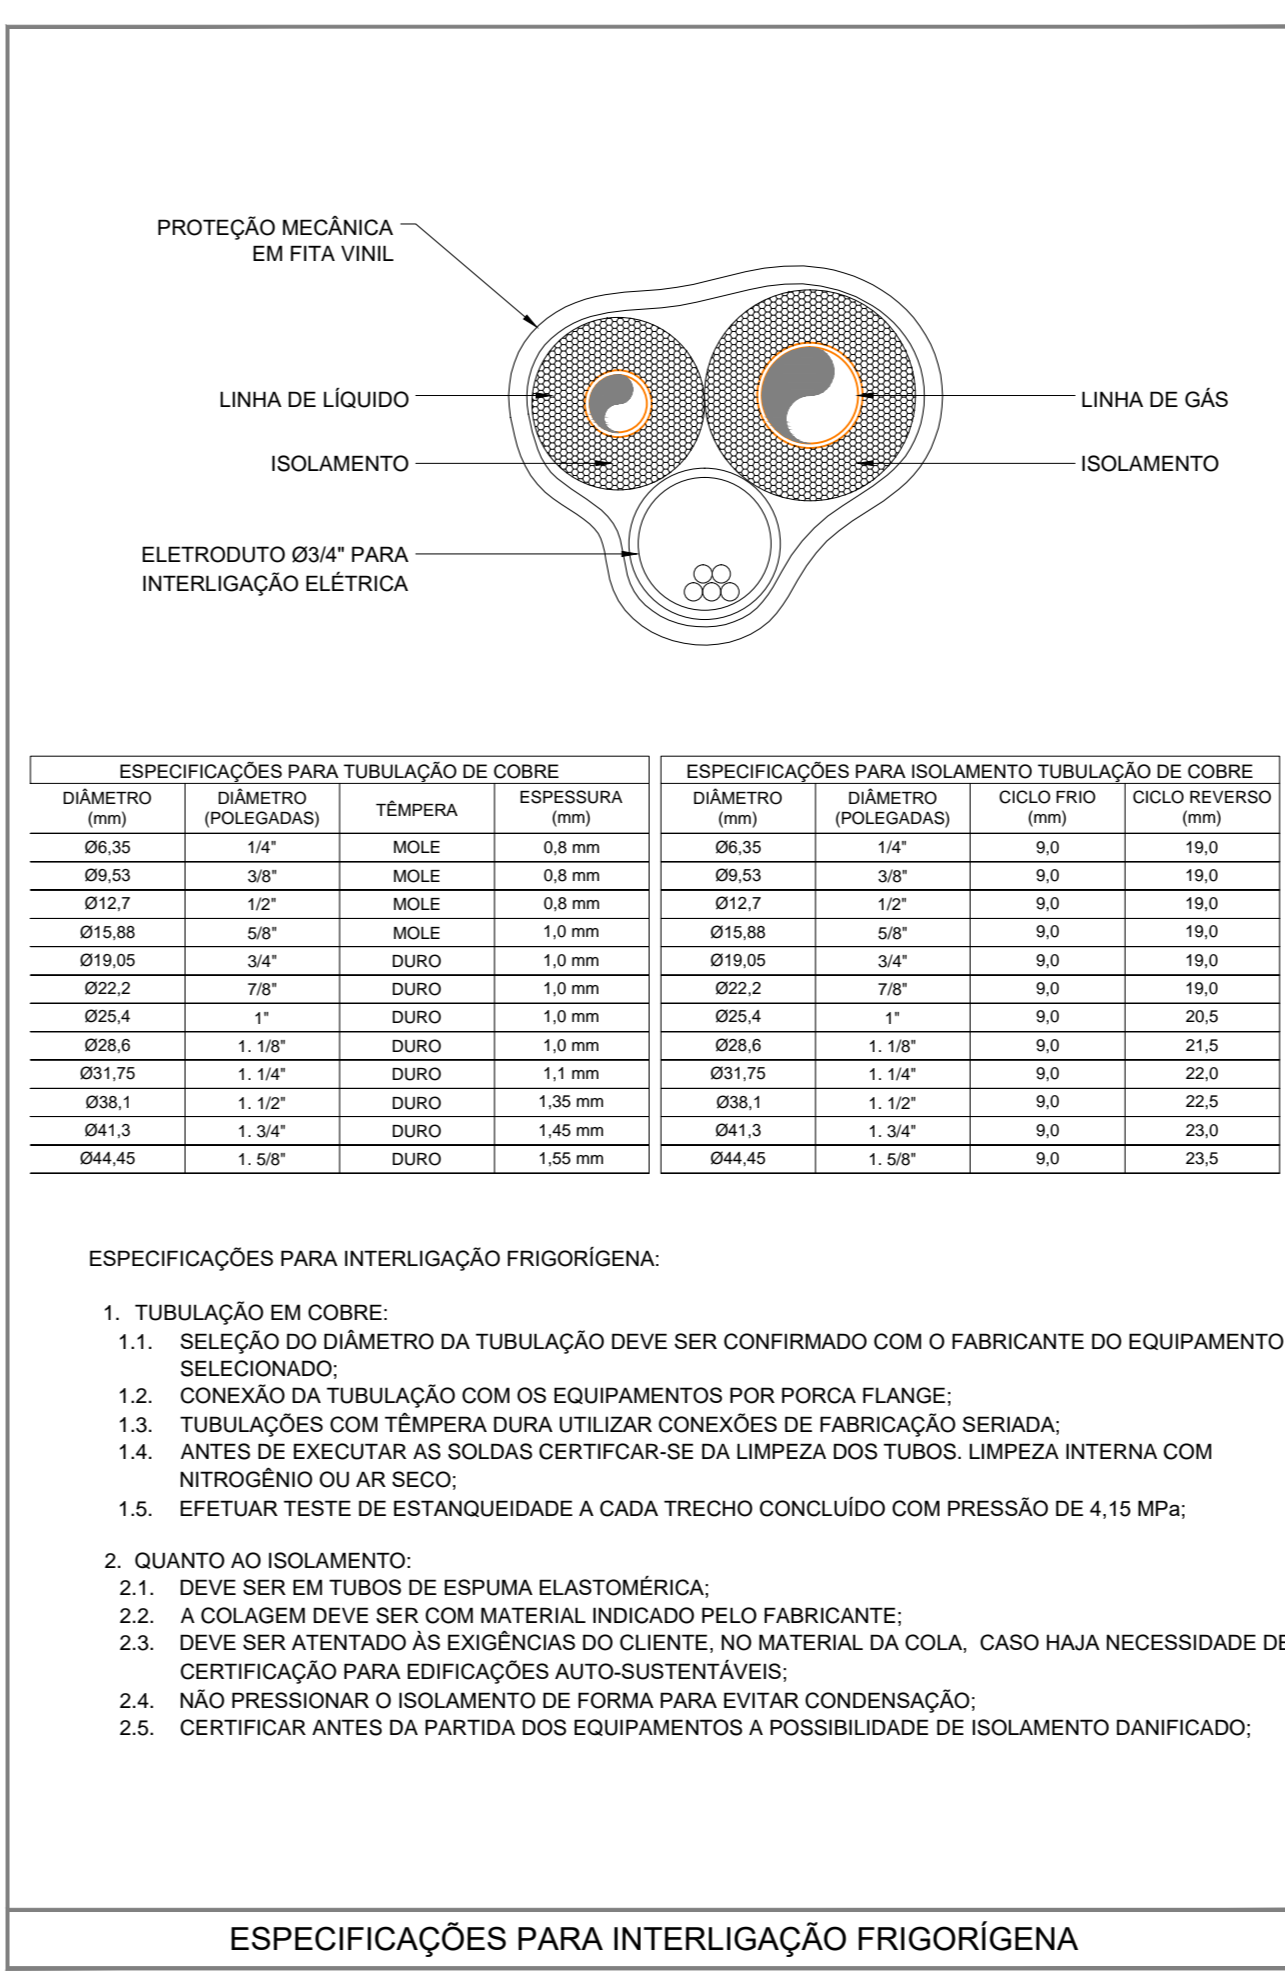 PROTEÇÃO MECÂNICA
EM FITA VINIL
LINHA DE LÍQUIDO
LINHA DE GÁS
ISOLAMENTO
ISOLAMENTO
ELETRODUTO Ø3/4" PARA
INTERLIGAÇÃO ELÉTRICA
ESPECIFICAÇÕES PARA TUBULAÇÃO DE COBRE
DIÂMETRO (mm) DIÂMETRO (POLEGADAS) TÊMPERA ESPESSURA (mm)
Ø6,35 1/4" MOLE 0,8 mm
Ø9,53 3/8" MOLE 0,8 mm
Ø12,7 1/2" MOLE 0,8 mm
Ø15,88 5/8" MOLE 1,0 mm
Ø19,05 3/4" DURO 1,0 mm
Ø22,2 7/8" DURO 1,0 mm
Ø25,4 1" DURO 1,0 mm
Ø28,6 1. 1/8" DURO 1,0 mm
Ø31,75 1. 1/4" DURO 1,1 mm
Ø38,1 1. 1/2" DURO 1,35 mm
Ø41,3 1. 3/4" DURO 1,45 mm
Ø44,45 1. 5/8" DURO 1,55 mm
ESPECIFICAÇÕES PARA ISOLAMENTO TUBULAÇÃO DE COBRE
DIÂMETRO (mm) DIÂMETRO (POLEGADAS) CICLO FRIO (mm) CICLO REVERSO (mm)
Ø6,35 1/4" 9,0 19,0
Ø9,53 3/8" 9,0 19,0
Ø12,7 1/2" 9,0 19,0
Ø15,88 5/8" 9,0 19,0
Ø19,05 3/4" 9,0 19,0
Ø22,2 7/8" 9,0 19,0
Ø25,4 1" 9,0 20,5
Ø28,6 1. 1/8" 9,0 21,5
Ø31,75 1. 1/4" 9,0 22,0
Ø38,1 1. 1/2" 9,0 22,5
Ø41,3 1. 3/4" 9,0 23,0
Ø44,45 1. 5/8" 9,0 23,5
ESPECIFICAÇÕES PARA INTERLIGAÇÃO FRIGORÍGENA:
1. TUBULAÇÃO EM COBRE:
1.1. SELEÇÃO DO DIÂMETRO DA TUBULAÇÃO DEVE SER CONFIRMADO COM O FABRICANTE DO EQUIPAMENTO
SELECIONADO;
1.2. CONEXÃO DA TUBULAÇÃO COM OS EQUIPAMENTOS POR PORCA FLANGE;
1.3. TUBULAÇÕES COM TÊMPERA DURA UTILIZAR CONEXÕES DE FABRICAÇÃO SERIADA;
1.4. ANTES DE EXECUTAR AS SOLDAS CERTIFCAR-SE DA LIMPEZA DOS TUBOS. LIMPEZA INTERNA COM
NITROGÊNIO OU AR SECO;
1.5. EFETUAR TESTE DE ESTANQUEIDADE A CADA TRECHO CONCLUÍDO COM PRESSÃO DE 4,15 MPa;
2. QUANTO AO ISOLAMENTO:
2.1. DEVE SER EM TUBOS DE ESPUMA ELASTOMÉRICA;
2.2. A COLAGEM DEVE SER COM MATERIAL INDICADO PELO FABRICANTE;
2.3. DEVE SER ATENTADO ÀS EXIGÊNCIAS DO CLIENTE, NO MATERIAL DA COLA, CASO HAJA NECESSIDADE DE
CERTIFICAÇÃO PARA EDIFICAÇÕES AUTO-SUSTENTÁVEIS;
2.4. NÃO PRESSIONAR O ISOLAMENTO DE FORMA PARA EVITAR CONDENSAÇÃO;
2.5. CERTIFICAR ANTES DA PARTIDA DOS EQUIPAMENTOS A POSSIBILIDADE DE ISOLAMENTO DANIFICADO;
ESPECIFICAÇÕES PARA INTERLIGAÇÃO FRIGORÍGENA